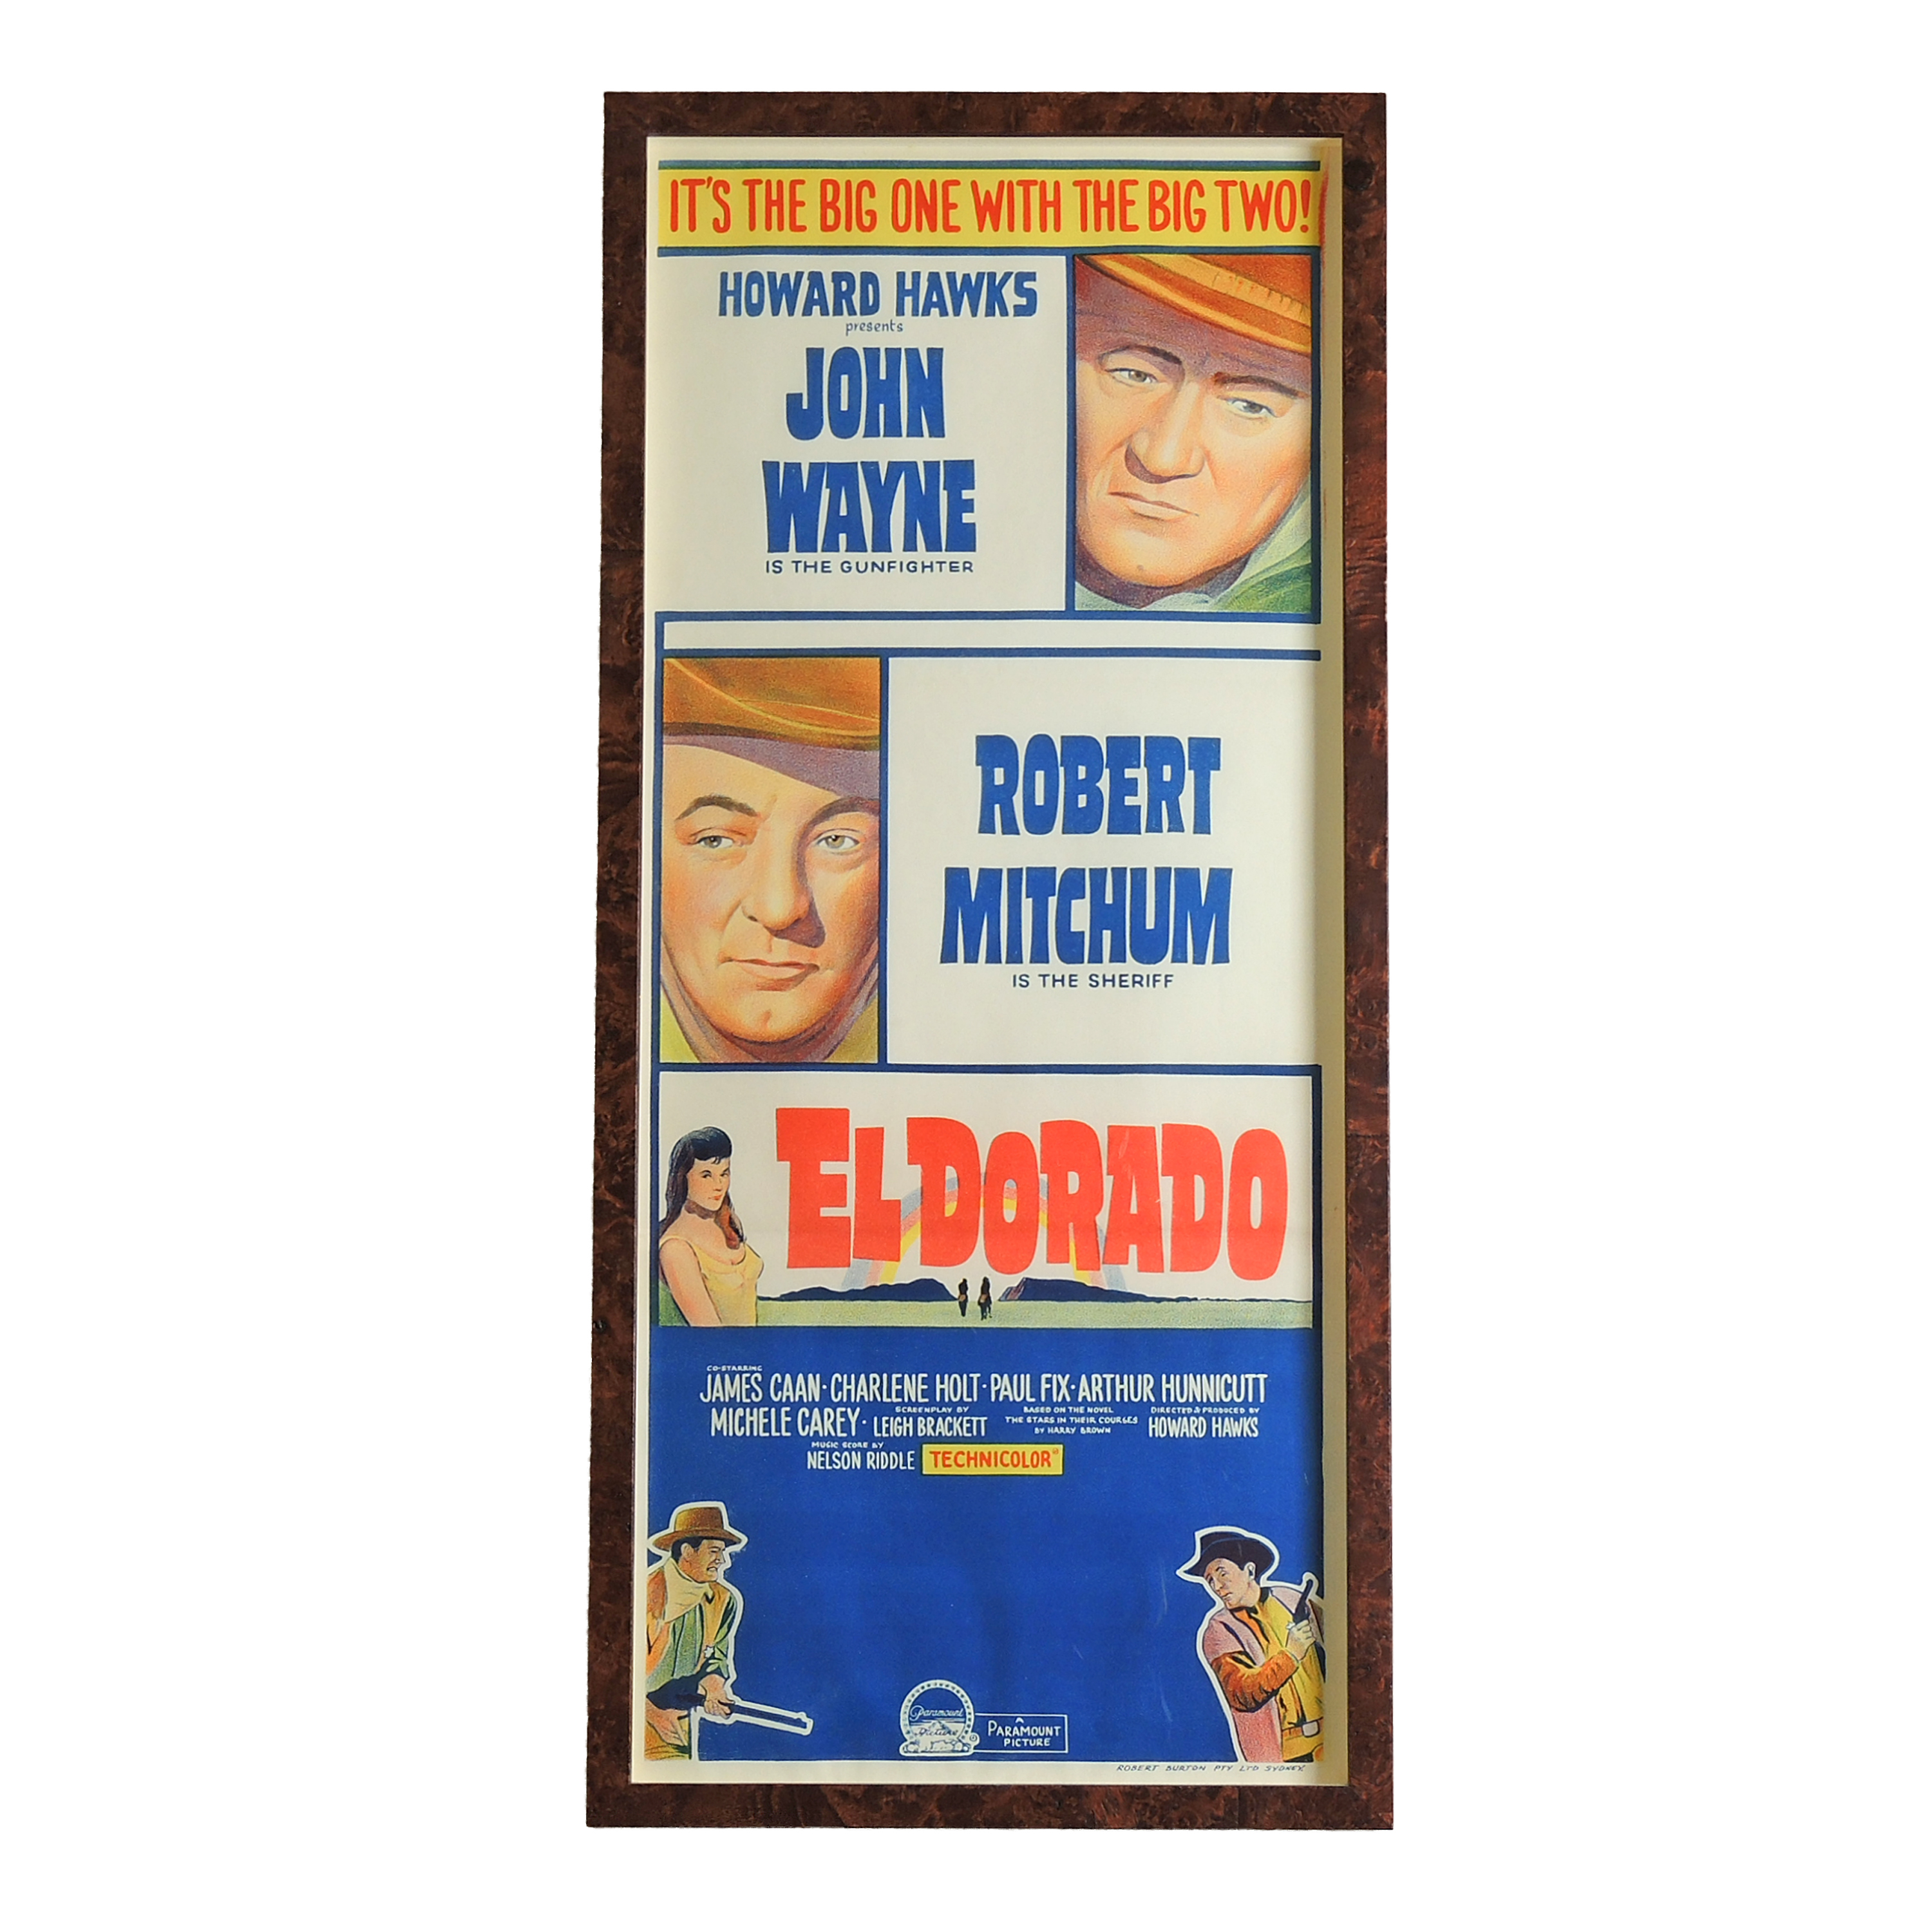 IT'S THE BIG ONE WITH THE BIG TWO!
HOWARD HAWKS
presents
JOHN
WAYNE
IS THE GUNFIGHTER
ROBERT
MITCHUM
IS THE SHERIFF
EL DORADO
CO-STARRING
JAMES CAAN · CHARLENE HOLT · PAUL FIX · ARTHUR HUNNICUTT
MICHELE CAREY · SCREENPLAY BY LEIGH BRACKETT BASED ON THE NOVEL THE STARS IN THEIR COURSES BY HARRY BROWN DIRECTED & PRODUCED BY HOWARD HAWKS
MUSIC SCORE BY
NELSON RIDDLE TECHNICOLOR®
Paramount
Pictures
A
PARAMOUNT
PICTURE
ROBERT BURTON PTY LTD SYDNEY.